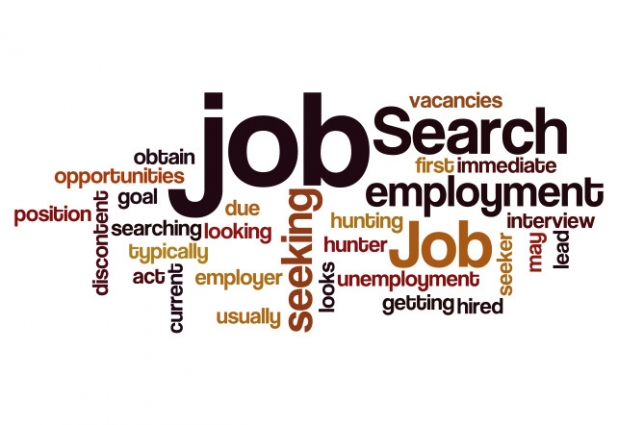 vacancies
job
Search
obtain
first
immediate
opportunities
employment
goal
position
discontent
searching
looking
due
seeking
hunting
interview
hunter
Job
seeker
may
lead
typically
act
current
employer
looks
unemployment
usually
getting
hired